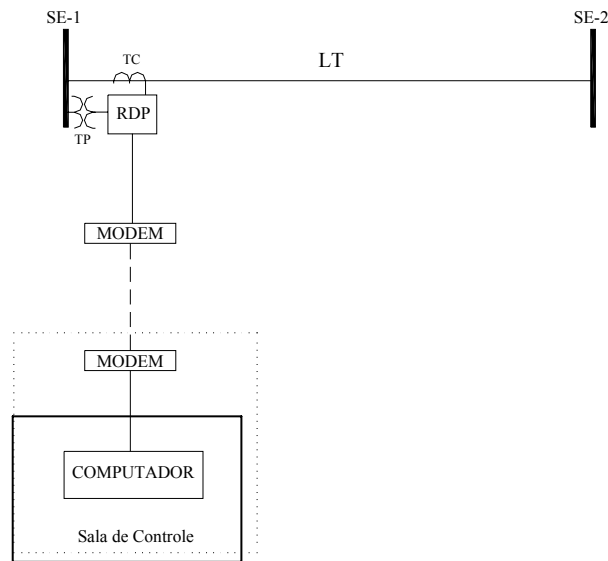 SE-1
SE-2
TC
LT
RDP
TP
MODEM
MODEM
COMPUTADOR
Sala de Controle